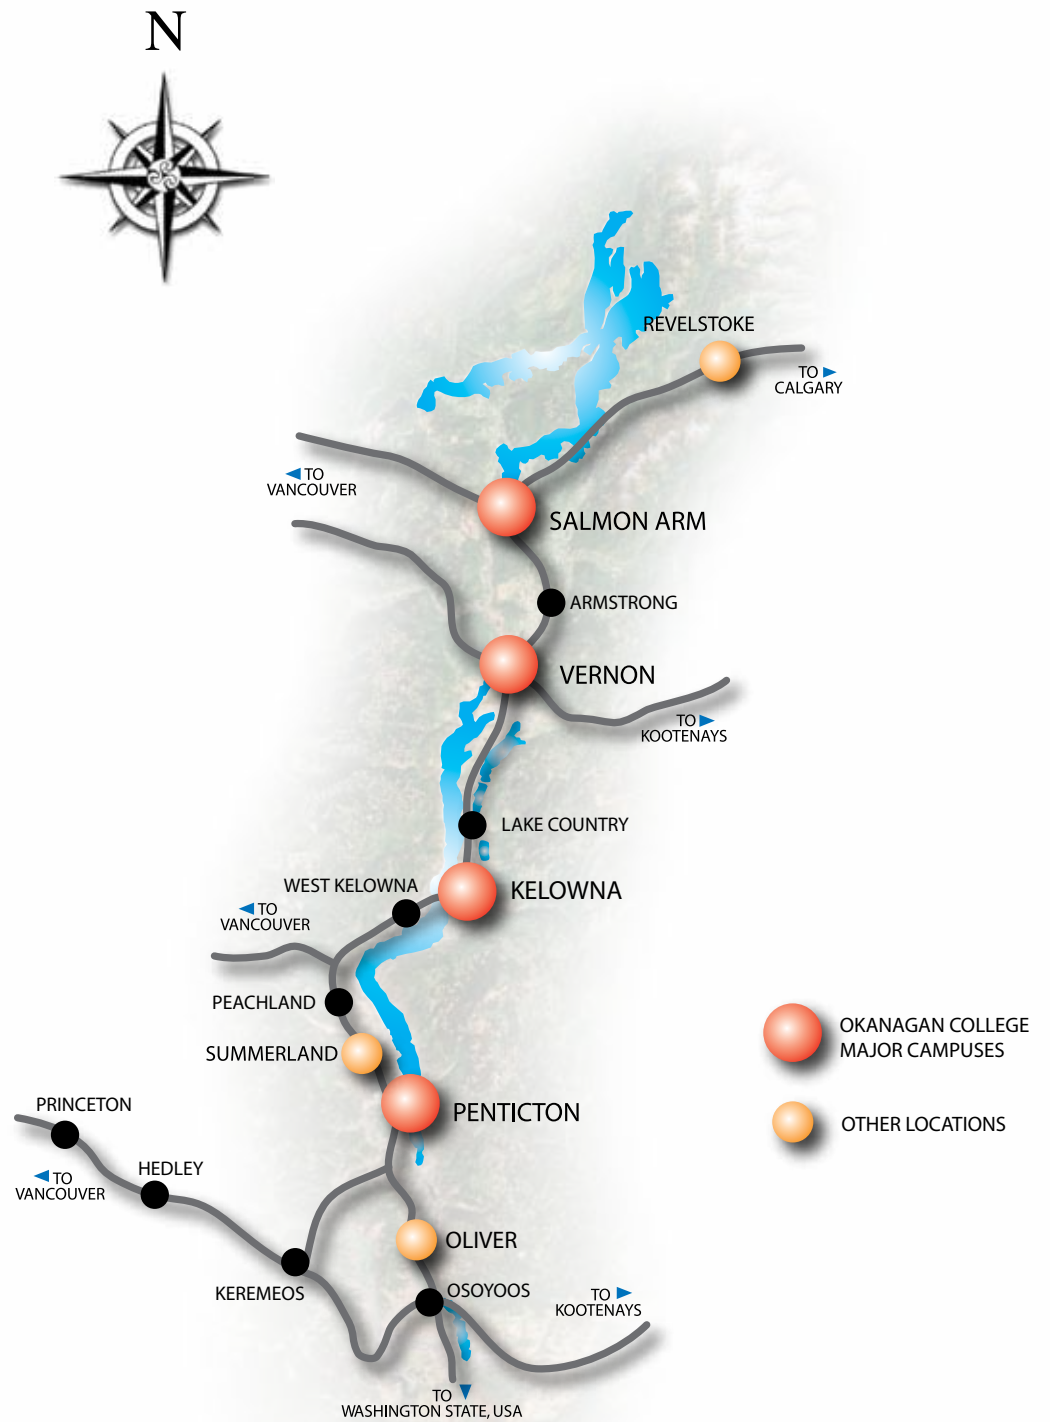 N
REVELSTOKE
TO
CALGARY
TO
VANCOUVER
SALMON ARM
ARMSTRONG
VERNON
TO
KOOTENAYS
LAKE COUNTRY
WEST KELOWNA
KELOWNA
TO
VANCOUVER
PEACHLAND
OKANAGAN COLLEGE
MAJOR CAMPUSES
SUMMERLAND
PRINCETON
PENTICTON
OTHER LOCATIONS
HEDLEY
TO
VANCOUVER
OLIVER
KEREMEOS
OSOYOOS
TO
KOOTENAYS
TO
WASHINGTON STATE, USA